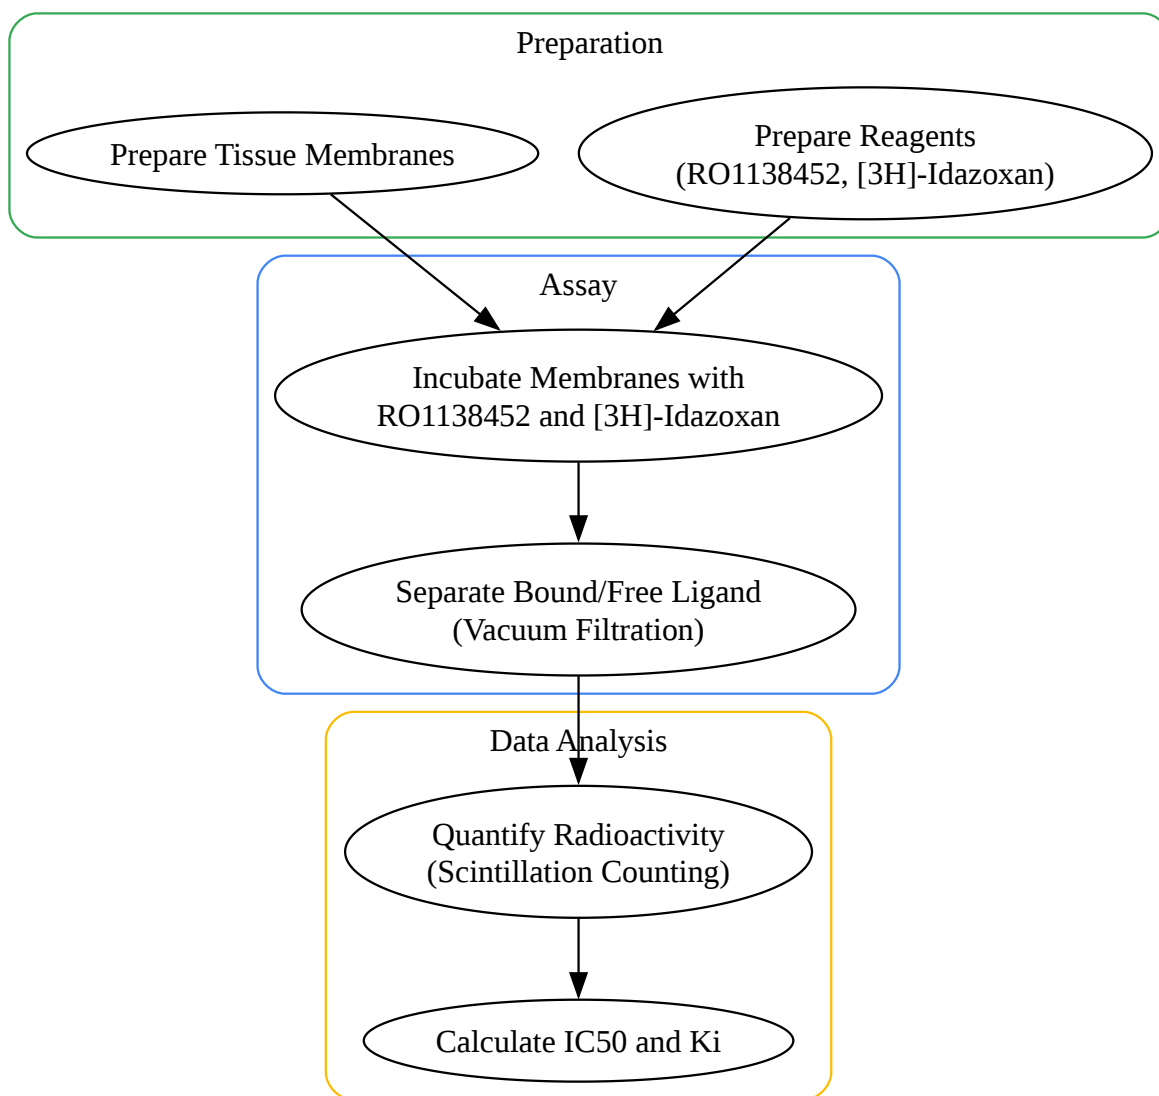 Preparation
Prepare Tissue Membranes
Prepare Reagents
(RO1138452, [3H]-Idazoxan)
Assay
Incubate Membranes with
RO1138452 and [3H]-Idazoxan
Separate Bound/Free Ligand
(Vacuum Filtration)
Data Analysis
Quantify Radioactivity
(Scintillation Counting)
Calculate IC50 and Ki